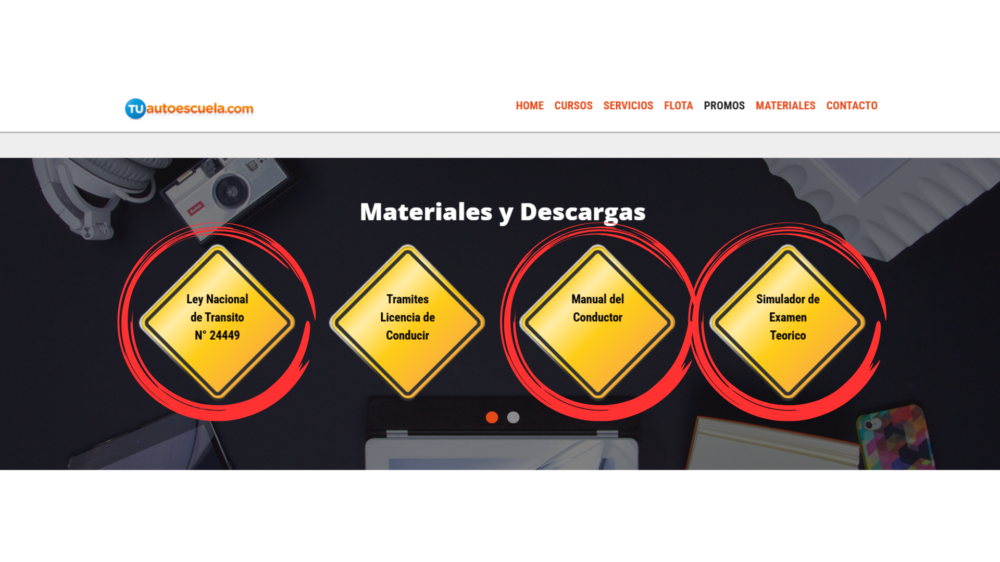 TUautoescuela.com
HOME CURSOS SERVICIOS FLOTA PROMOS MATERIALES CONTACTO
Kodak
Materiales y Descargas
Ley Nacional
de Transito
N° 24449
Tramites
Licencia de
Conducir
Manual del
Conductor
Simulador de
Examen
Teorico